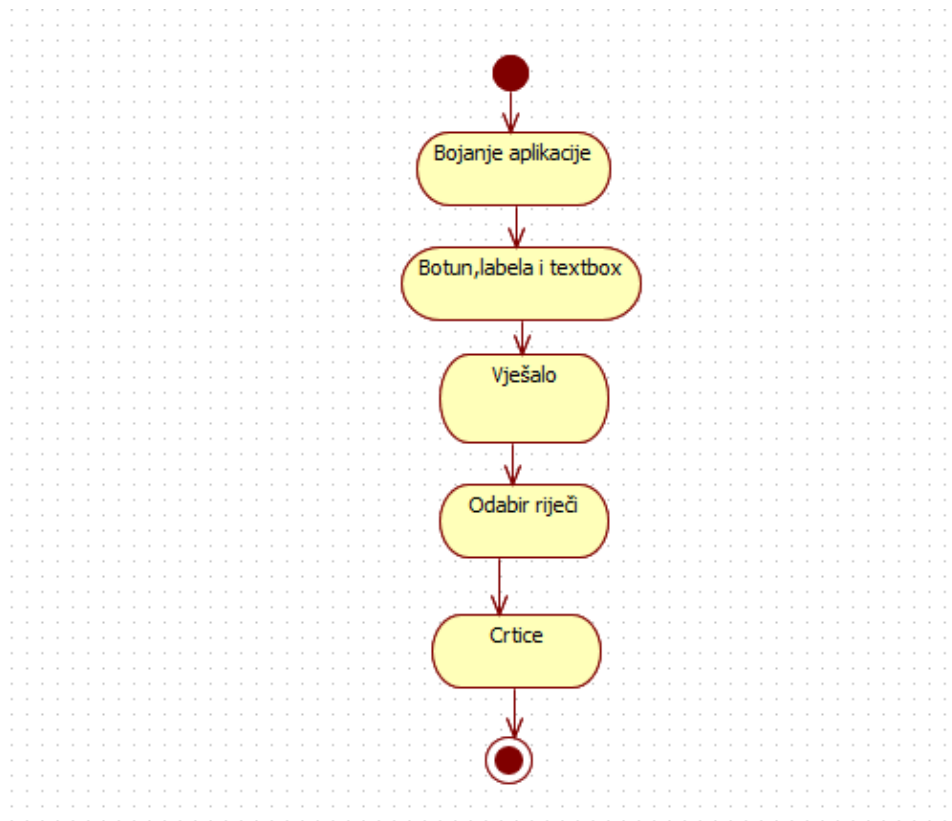 Bojanje aplikacije
Botun,labela i textbox
Vješalo
Odabir riječi
Crtice